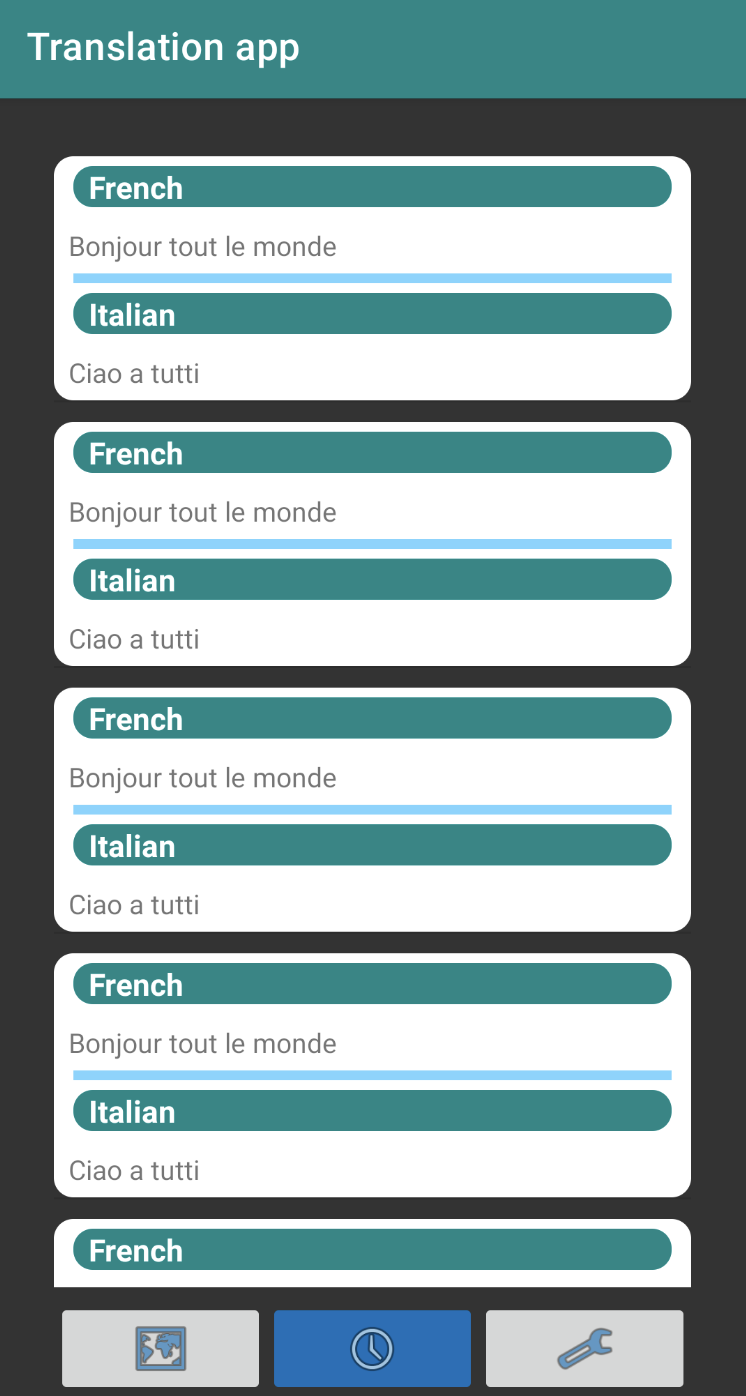 Translation app
French
Bonjour tout le monde
Italian
Ciao a tutti
French
Bonjour tout le monde
Italian
Ciao a tutti
French
Bonjour tout le monde
Italian
Ciao a tutti
French
Bonjour tout le monde
Italian
Ciao a tutti
French